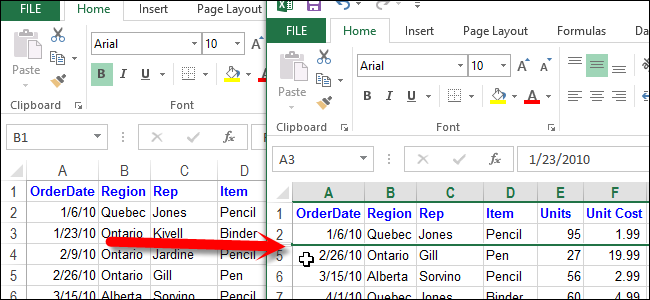 FILE Home Insert Page Layout
Arial 10
Paste
B I U
Clipboard Font
B1
A B C D
1 OrderDate Region Rep Item
2 1/6/10 Quebec Jones Pencil
3 1/23/10 Ontario Kivell Binder
4 2/9/10 Ontario Jardine Pencil
5 2/26/10 Ontario Gill Pen
6 3/15/10 Alberta Sorvino Pencil
FILE Home Insert Page Layout Formulas Da
Arial 10 A A
Paste
B I U A
Clipboard Font
A3 fx 1/23/2010
A B C D E F
1 OrderDate Region Rep Item Units Unit Cost
2 1/6/10 Quebec Jones Pencil 95 1.99
5 2/26/10 Ontario Gill Pen 27 19.99
6 3/15/10 Alberta Sorvino Pencil 56 2.99
4/1/10 Quebec Jones Binder 60 4.99